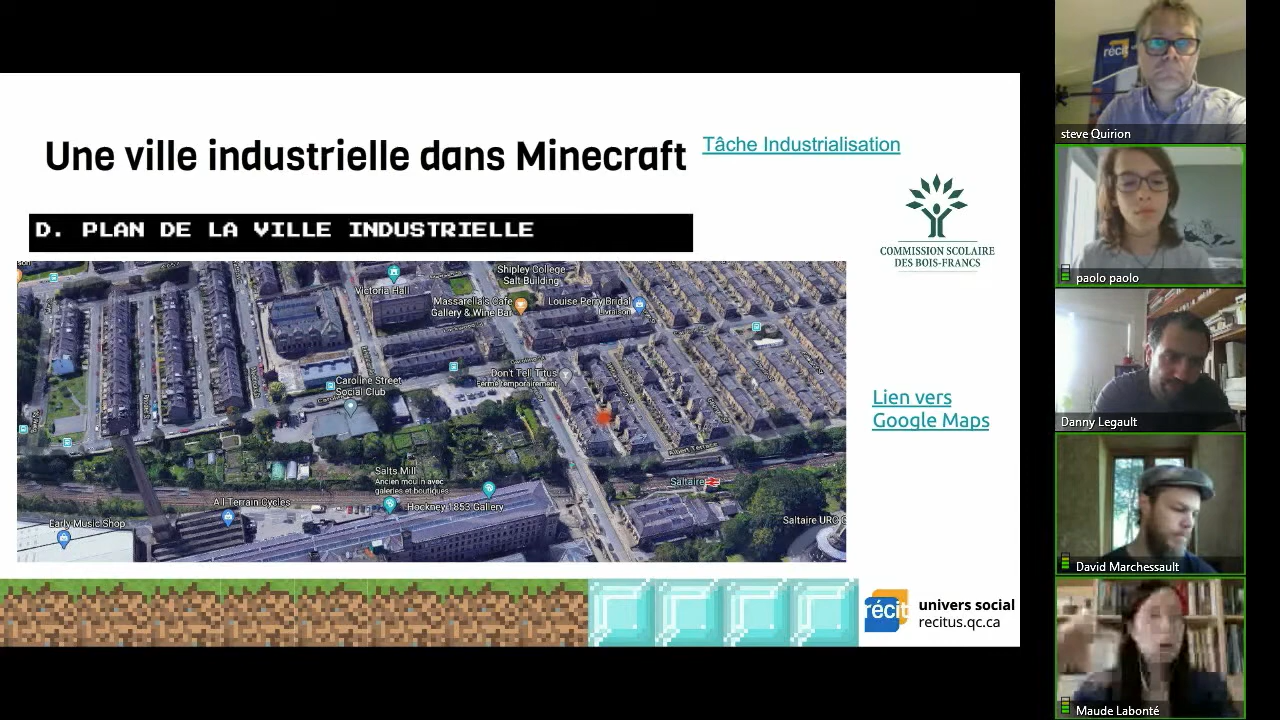 Une ville industrielle dans Minecraft
Tâche Industrialisation
COMMISSION SCOLAIRE
DES BOIS-FRANCS
D. PLAN DE LA VILLE INDUSTRIELLE
Shipley College
Salt Building
Victoria Hall
Massarella's Cafe
Gallery & Wine Bar
Louise Perry Bridal
Livraison
Don't Tell Titus
Fermé temporairement
Caroline Street
Social Club
Albert Terrace
Salts Mill
Ancien moulin avec
galeries et boutiques
Saltaire
Hockney 1853 Gallery
All Terrain Cycles
Early Music Shop
Saltaire URC
Lien vers
Google Maps
récit
univers social
recitus.qc.ca
récit
steve Quirion
paolo paolo
Danny Legault
David Marchessault
Maude Labonté